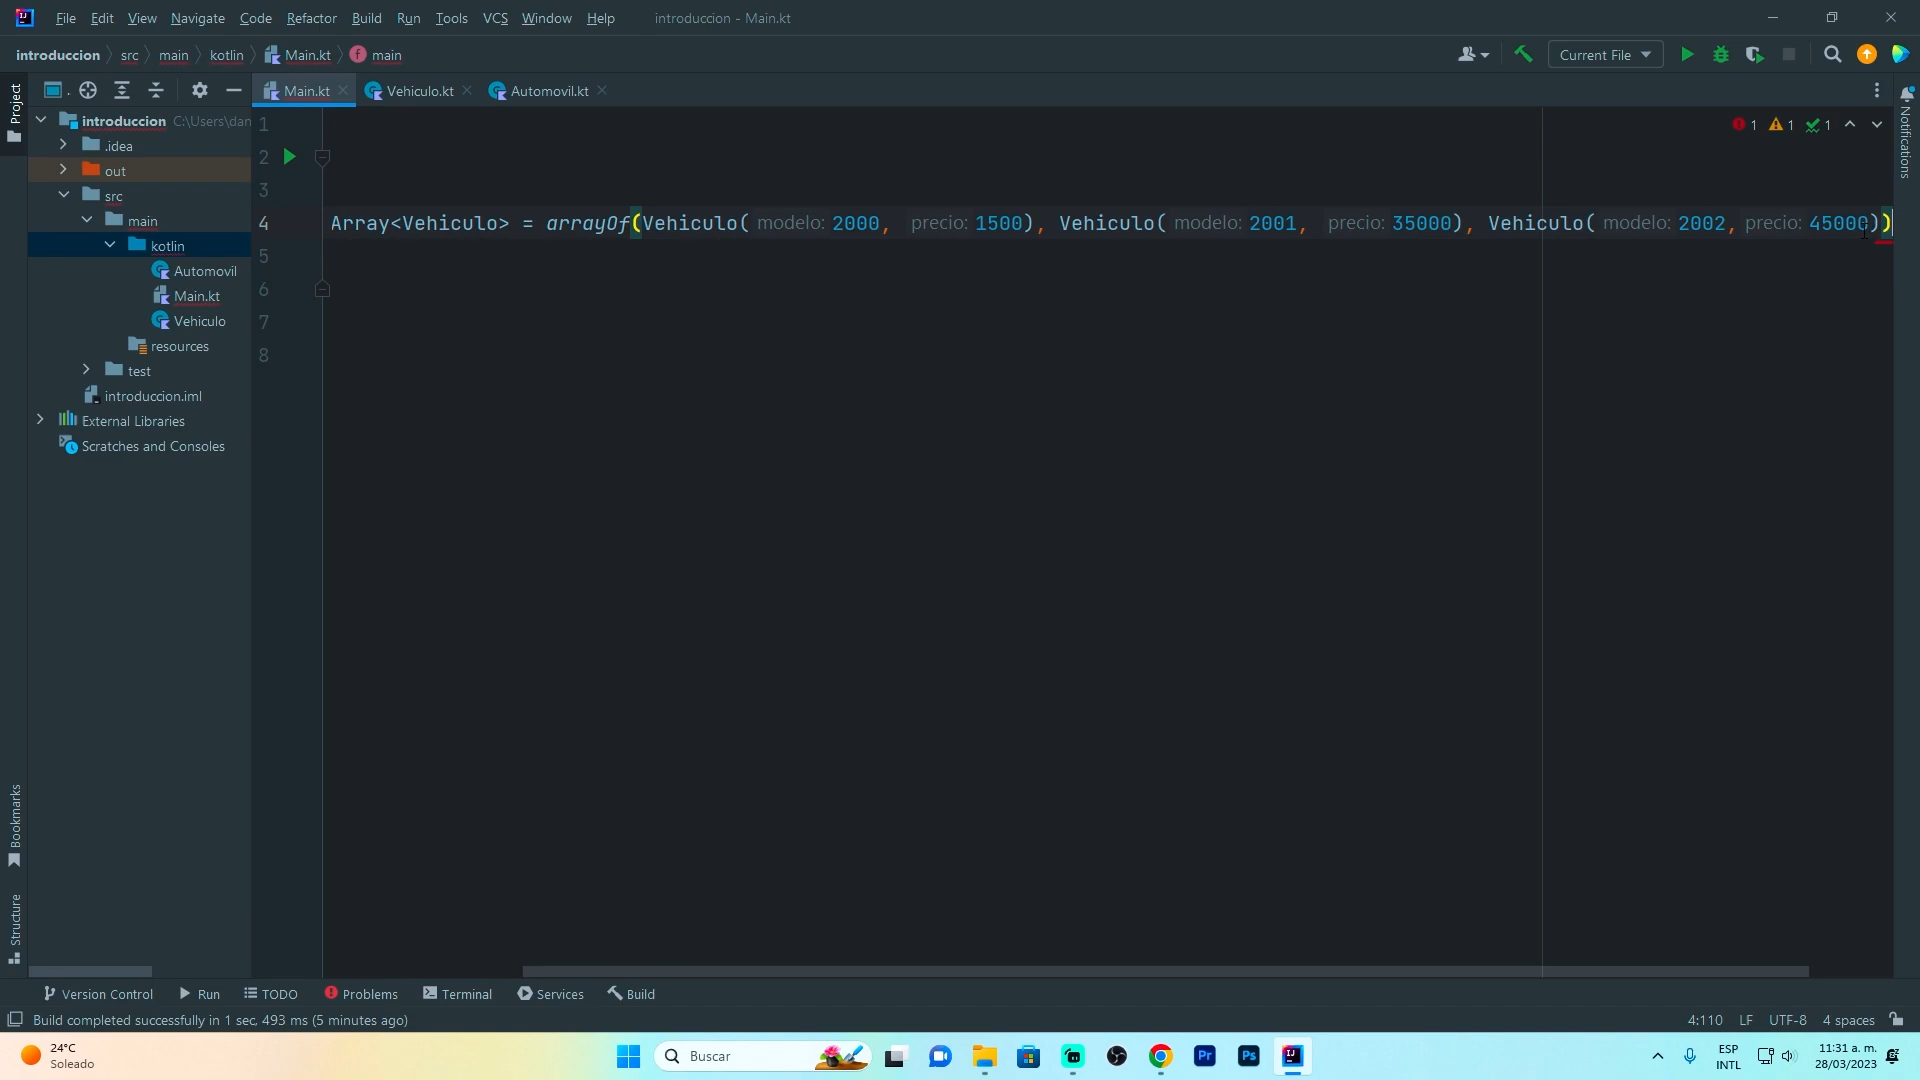 File Edit View Navigate Code Refactor Build Run Tools VCS Window Help introduccion - Main.kt
introduccion src main kotlin Main.kt main Current File
Project
Main.kt Vehiculo.kt Automovil.kt
Notifications
introduccion C:\Users\dan
.idea
out
src
main
kotlin
Automovil
Main.kt
Vehiculo
resources
test
introduccion.iml
External Libraries
Scratches and Consoles
1 1 1
1
2
3
4 Array<Vehiculo> = arrayOf(Vehiculo( modelo: 2000, precio: 1500), Vehiculo( modelo: 2001, precio: 35000), Vehiculo( modelo: 2002, precio: 45000))
5
6
7
8
Bookmarks
Structure
Version Control Run TODO Problems Terminal Services Build
Build completed successfully in 1 sec, 493 ms (5 minutes ago) 4:110 LF UTF-8 4 spaces
24°C
Soleado
Buscar
Pr Ps IJ
ESP
INTL
11:31 a. m.
28/03/2023